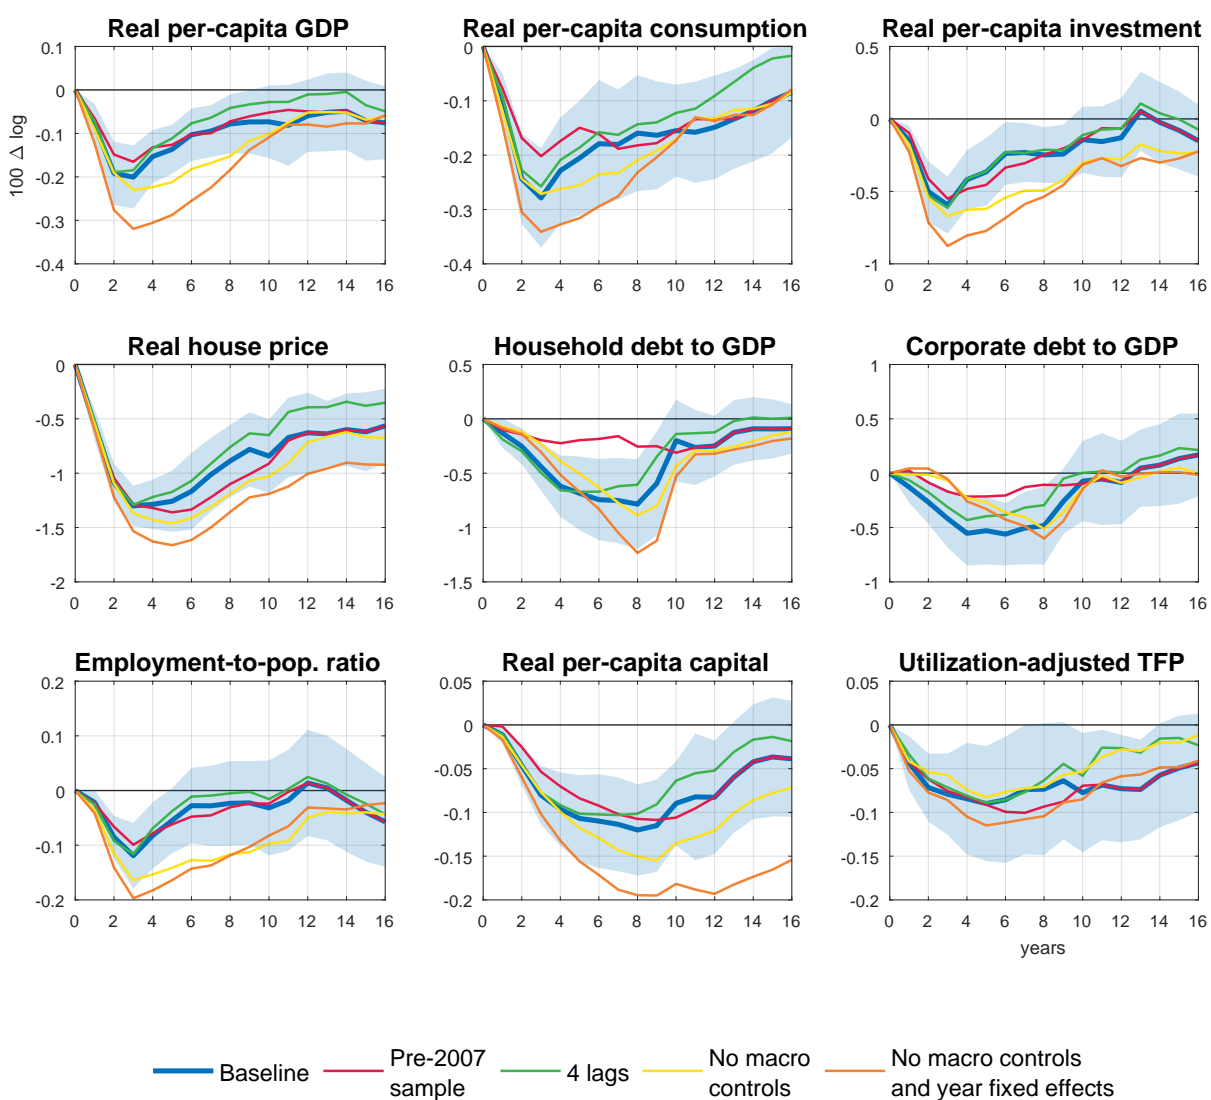 Real per-capita GDP
Real per-capita consumption
Real per-capita investment
0.1
0
-0.1
-0.2
-0.3
-0.4
100 Δ log
0 2 4 6 8 10 12 14 16
0
-0.1
-0.2
-0.3
-0.4
0 2 4 6 8 10 12 14 16
0.5
0
-0.5
-1
0 2 4 6 8 10 12 14 16
Real house price
Household debt to GDP
Corporate debt to GDP
0
-0.5
-1
-1.5
-2
0 2 4 6 8 10 12 14 16
0.5
0
-0.5
-1
-1.5
0 2 4 6 8 10 12 14 16
1
0.5
0
-0.5
-1
0 2 4 6 8 10 12 14 16
Employment-to-pop. ratio
Real per-capita capital
Utilization-adjusted TFP
0.2
0.1
0
-0.1
-0.2
0 2 4 6 8 10 12 14 16
0.05
0
-0.05
-0.1
-0.15
-0.2
0 2 4 6 8 10 12 14 16
0.05
0
-0.05
-0.1
-0.15
-0.2
0 2 4 6 8 10 12 14 16
years
Baseline
Pre-2007
sample
4 lags
No macro
controls
No macro controls
and year fixed effects